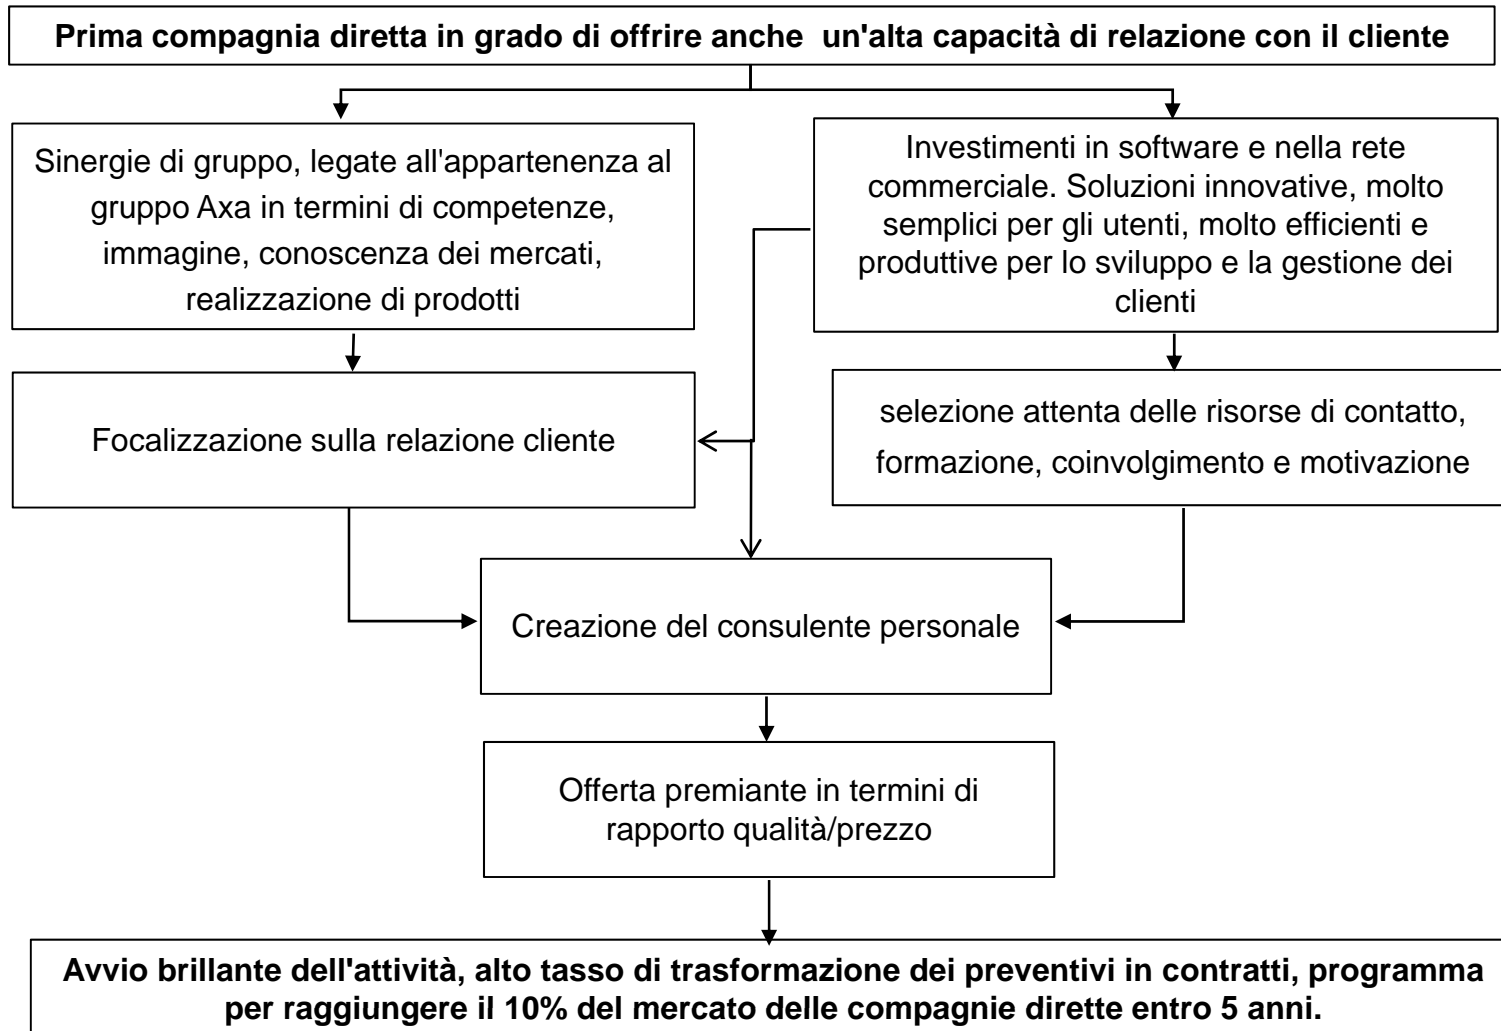 Prima compagnia diretta in grado di offrire anche  un'alta capacità di relazione con il cliente
Sinergie di gruppo, legate all'appartenenza al
gruppo Axa in termini di competenze,
immagine, conoscenza dei mercati,
realizzazione di prodotti
Investimenti in software e nella rete
commerciale. Soluzioni innovative, molto
semplici per gli utenti, molto efficienti e
produttive per lo sviluppo e la gestione dei
clienti
Focalizzazione sulla relazione cliente
selezione attenta delle risorse di contatto,
formazione, coinvolgimento e motivazione
Creazione del consulente personale
Offerta premiante in termini di
rapporto qualità/prezzo
Avvio brillante dell'attività, alto tasso di trasformazione dei preventivi in contratti, programma
per raggiungere il 10% del mercato delle compagnie dirette entro 5 anni.